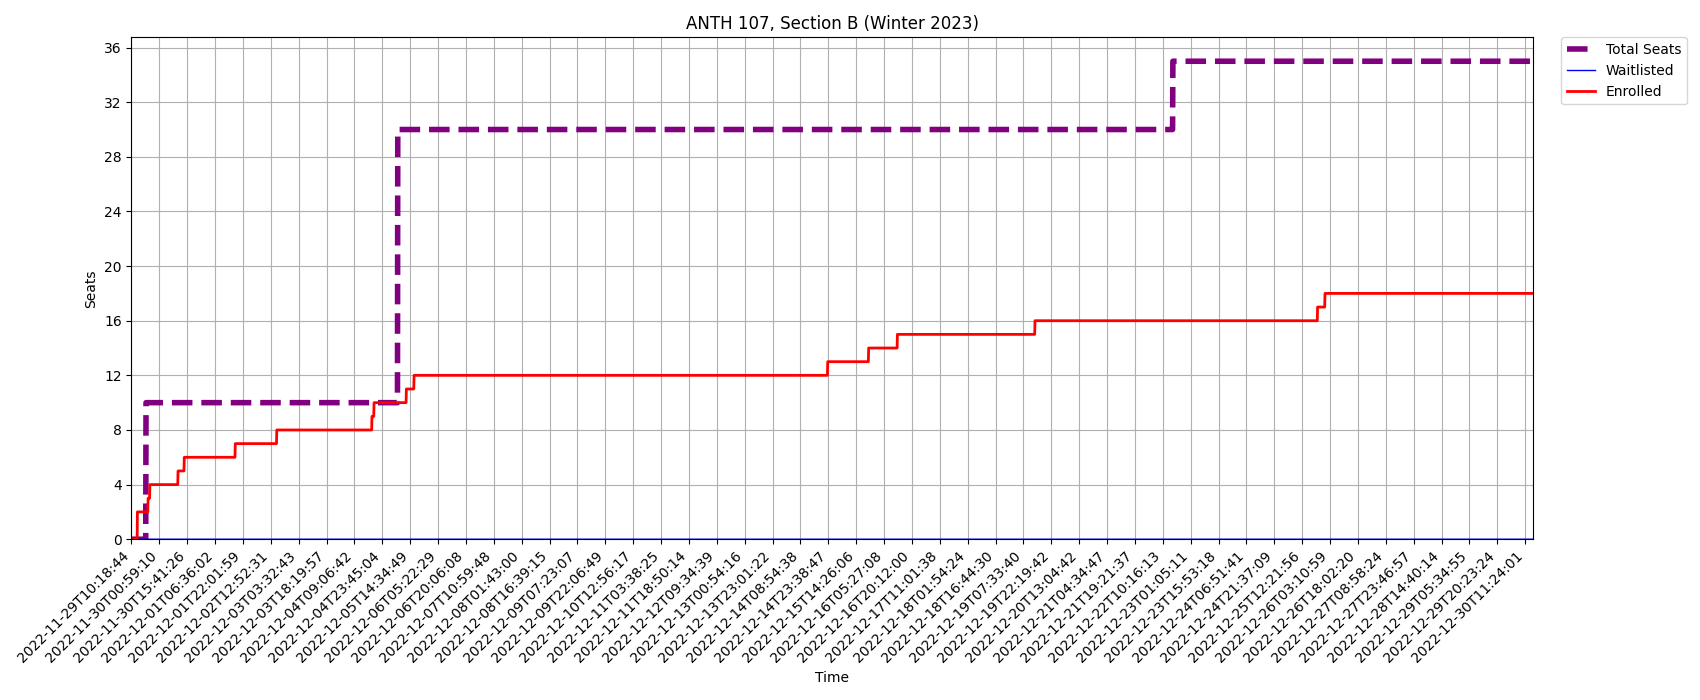 ANTH 107, Section B (Winter 2023)
Total Seats
Waitlisted
Enrolled
36
32
28
24
20
16
12
8
4
0
Seats
2022-11-29T10:18:44
2022-11-30T00:59:10
2022-11-30T15:41:26
2022-12-01T06:36:02
2022-12-01T22:01:59
2022-12-02T12:52:31
2022-12-03T03:32:43
2022-12-03T18:19:57
2022-12-04T09:06:42
2022-12-04T23:45:04
2022-12-05T14:34:49
2022-12-06T05:22:29
2022-12-06T20:06:08
2022-12-07T10:59:48
2022-12-08T01:43:00
2022-12-08T16:39:15
2022-12-09T07:23:07
2022-12-09T22:06:49
2022-12-10T12:56:17
2022-12-11T03:38:25
2022-12-11T18:50:14
2022-12-12T09:34:39
2022-12-13T00:54:16
2022-12-13T23:01:22
2022-12-14T08:54:38
2022-12-14T23:38:47
2022-12-15T14:26:06
2022-12-16T05:27:08
2022-12-16T20:12:00
2022-12-17T11:01:38
2022-12-18T01:54:24
2022-12-18T16:44:30
2022-12-19T07:33:40
2022-12-19T22:19:42
2022-12-20T13:04:42
2022-12-21T04:34:47
2022-12-21T19:21:37
2022-12-22T10:16:13
2022-12-23T01:05:11
2022-12-23T15:53:18
2022-12-24T06:51:41
2022-12-24T21:37:09
2022-12-25T12:21:56
2022-12-26T03:10:59
2022-12-26T18:02:20
2022-12-27T08:58:24
2022-12-27T23:46:57
2022-12-28T14:40:14
2022-12-29T05:34:55
2022-12-29T20:23:24
2022-12-30T11:24:01
Time